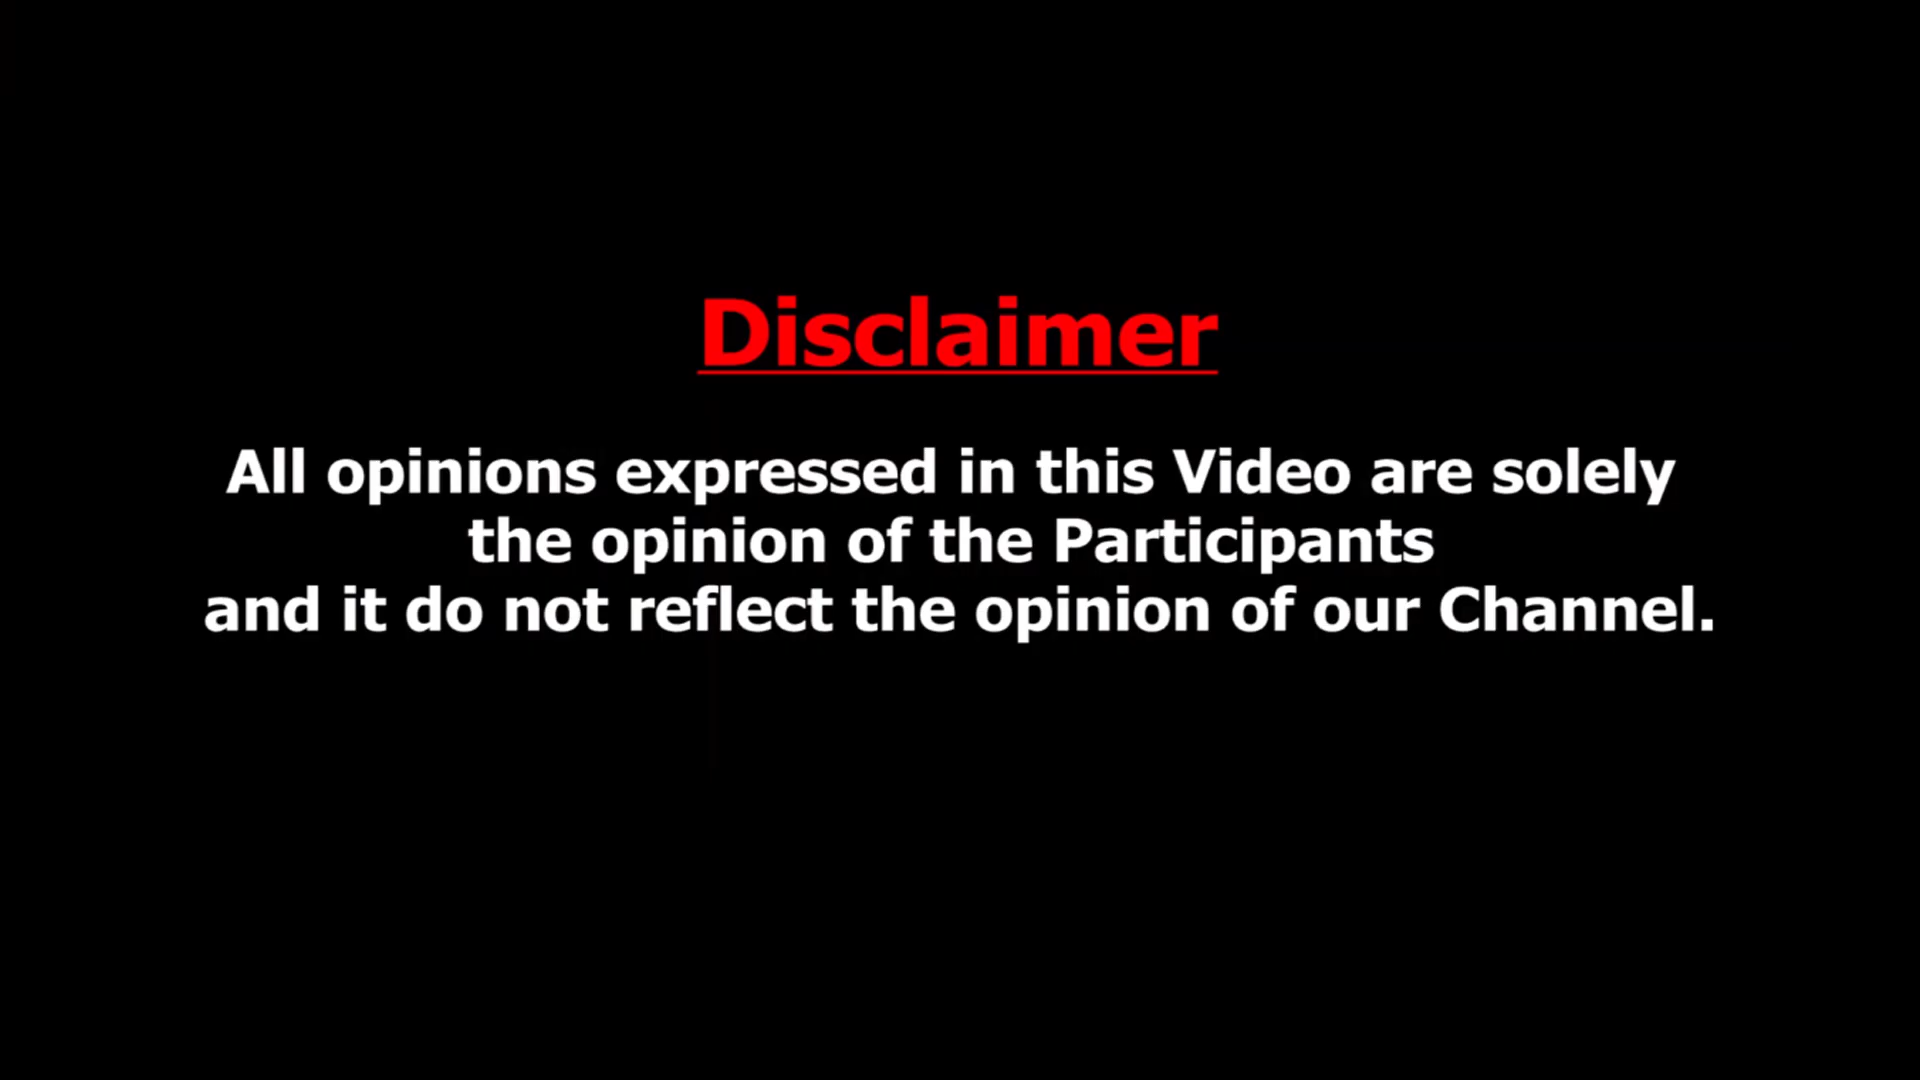 Disclaimer
All opinions expressed in this Video are solely
the opinion of the Participants
and it do not reflect the opinion of our Channel.